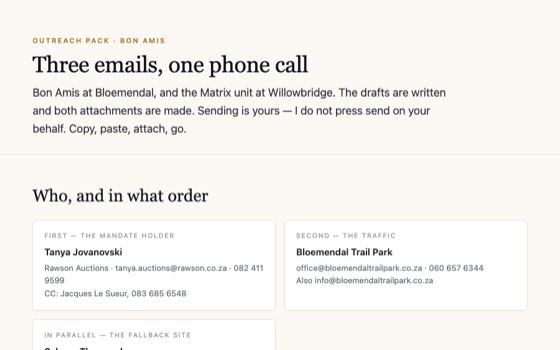 OUTREACH PACK · BON AMIS
Three emails, one phone call
Bon Amis at Bloemendal, and the Matrix unit at Willowbridge. The drafts are written
and both attachments are made. Sending is yours — I do not press send on your
behalf. Copy, paste, attach, go.
Who, and in what order
FIRST — THE MANDATE HOLDER
Tanya Jovanovski
Rawson Auctions · tanya.auctions@rawson.co.za · 082 411
9599
CC: Jacques Le Sueur, 083 685 6548
SECOND — THE TRAFFIC
Bloemendal Trail Park
office@bloemendaltrailpark.co.za · 060 657 6344
Also info@bloemendaltrailpark.co.za
IN PARALLEL — THE FALLBACK SITE